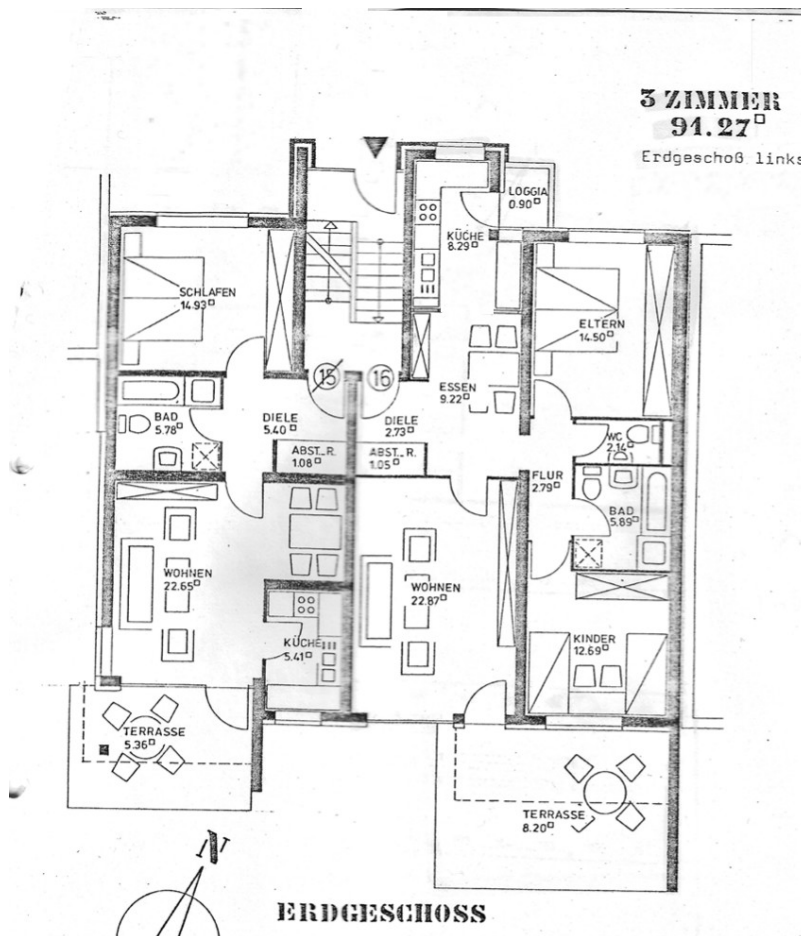 3 ZIMMER
91.27□
Erdgeschoß links
LOGGIA
0.90□
KÜCHE
8.29□
SCHLAFEN
14.93□
ELTERN
14.50□
15
16
ESSEN
9.22□
BAD
5.78□
DIELE
5.40□
DIELE
2.73□
ABST.R.
1.08□
ABST.R.
1.05□
WC
2.14□
FLUR
2.79□
BAD
5.89□
WOHNEN
22.65□
WOHNEN
22.87□
KÜCHE
5.41□
KINDER
12.69□
TERRASSE
5.36□
TERRASSE
8.20□
N
ERDGESCHOSS